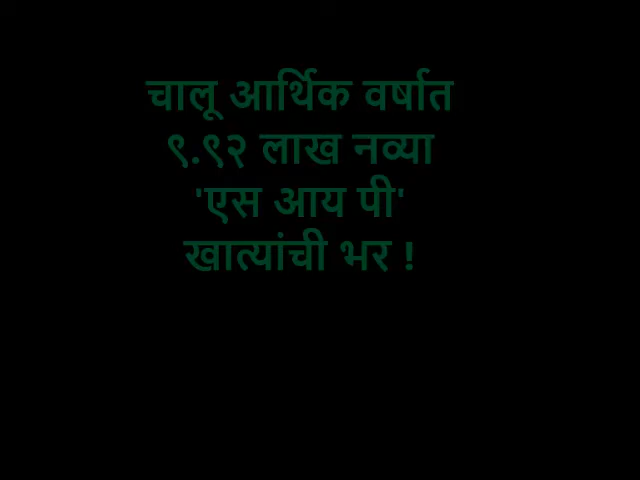 चालू आर्थिक वर्षात
९.९२ लाख नव्या
'एस आय पी'
खात्यांची भर !